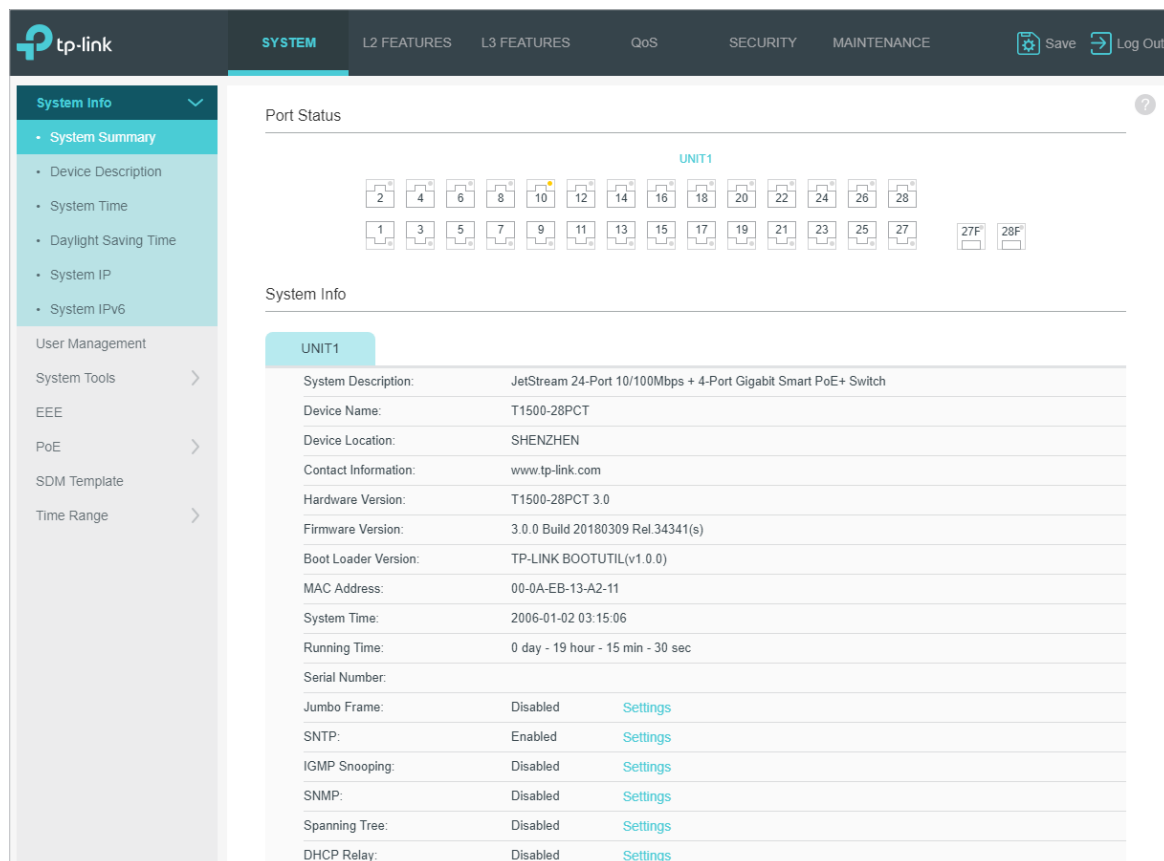 tp-link
SYSTEM L2 FEATURES L3 FEATURES QoS SECURITY MAINTENANCE Save Log Out
System Info
• System Summary
• Device Description
• System Time
• Daylight Saving Time
• System IP
• System IPv6
User Management
System Tools
EEE
PoE
SDM Template
Time Range
?
Port Status
UNIT1
2 4 6 8 10 12 14 16 18 20 22 24 26 28
1 3 5 7 9 11 13 15 17 19 21 23 25 27 27F 28F
System Info
UNIT1
System Description: JetStream 24-Port 10/100Mbps + 4-Port Gigabit Smart PoE+ Switch
Device Name: T1500-28PCT
Device Location: SHENZHEN
Contact Information: www.tp-link.com
Hardware Version: T1500-28PCT 3.0
Firmware Version: 3.0.0 Build 20180309 Rel.34341(s)
Boot Loader Version: TP-LINK BOOTUTIL(v1.0.0)
MAC Address: 00-0A-EB-13-A2-11
System Time: 2006-01-02 03:15:06
Running Time: 0 day - 19 hour - 15 min - 30 sec
Serial Number:
Jumbo Frame: Disabled Settings
SNTP: Enabled Settings
IGMP Snooping: Disabled Settings
SNMP: Disabled Settings
Spanning Tree: Disabled Settings
DHCP Relay: Disabled Settings